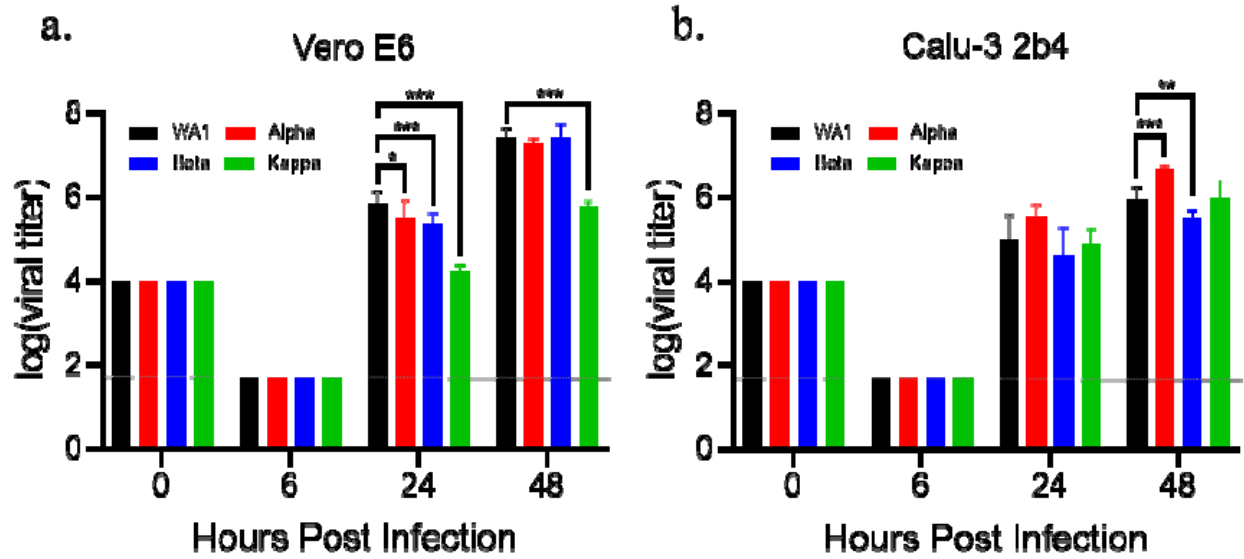 a.
Vero E6
log(viral titer)
8
6
4
2
0
WA1 Alpha
Beta Kappa
***
***
*
***
0 6 24 48
Hours Post Infection
b.
Calu-3 2b4
log(viral titer)
8
6
4
2
0
WA1 Alpha
Beta Kappa
**
***
0 6 24 48
Hours Post Infection